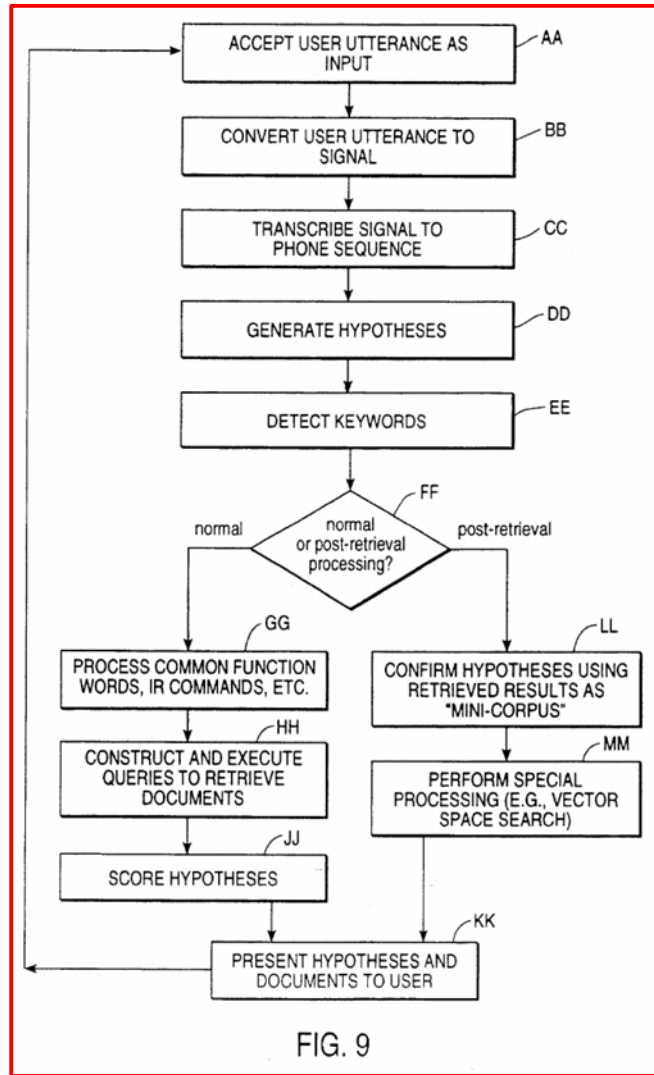 ACCEPT USER UTTERANCE AS
INPUT
AA
CONVERT USER UTTERANCE TO
SIGNAL
BB
TRANSCRIBE SIGNAL TO
PHONE SEQUENCE
CC
GENERATE HYPOTHESES
DD
DETECT KEYWORDS
EE
FF
normal
normal
or post-retrieval
processing?
post-retrieval
GG
PROCESS COMMON FUNCTION
WORDS, IR COMMANDS, ETC.
HH
CONSTRUCT AND EXECUTE
QUERIES TO RETRIEVE
DOCUMENTS
JJ
SCORE HYPOTHESES
LL
CONFIRM HYPOTHESES USING
RETRIEVED RESULTS AS
"MINI-CORPUS"
MM
PERFORM SPECIAL
PROCESSING (E.G., VECTOR
SPACE SEARCH)
KK
PRESENT HYPOTHESES AND
DOCUMENTS TO USER
FIG. 9